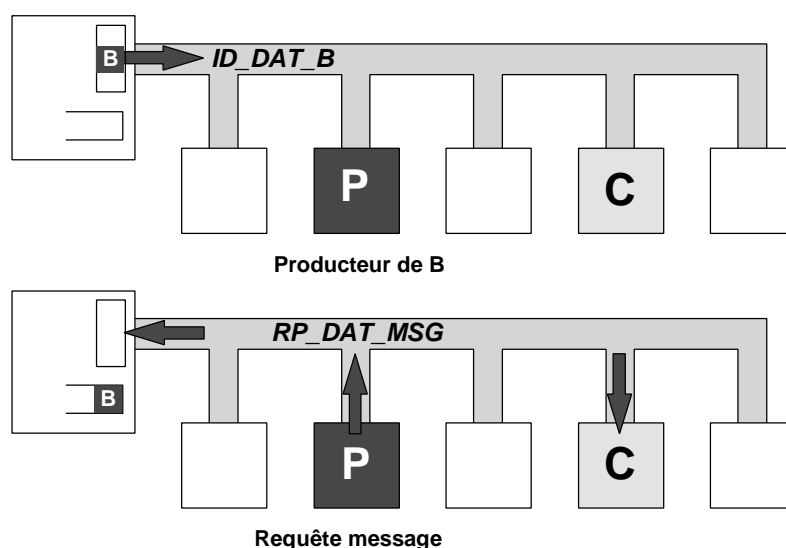 B ID_DAT_B
P C
Producteur de B
RP_DAT_MSG
B
P C
Requête message